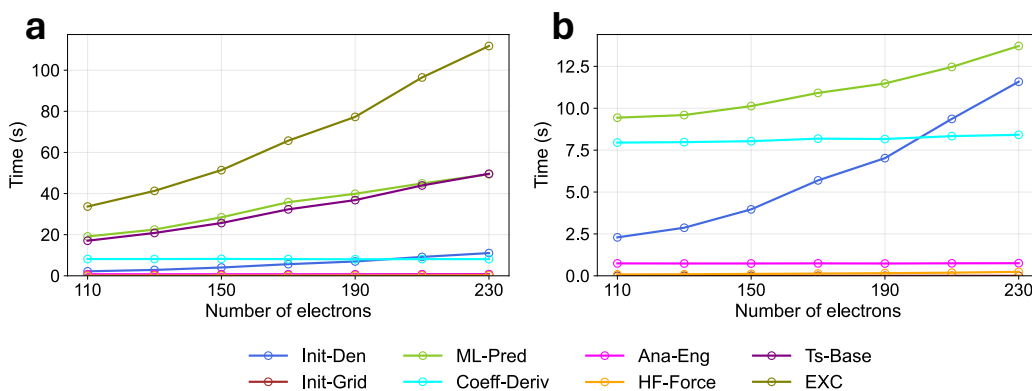 a
b
Time (s)
100
80
60
40
20
0
110
150
190
230
Number of electrons
Time (s)
12.5
10.0
7.5
5.0
2.5
0.0
110
150
190
230
Number of electrons
Init-Den
ML-Pred
Ana-Eng
Ts-Base
Init-Grid
Coeff-Deriv
HF-Force
EXC